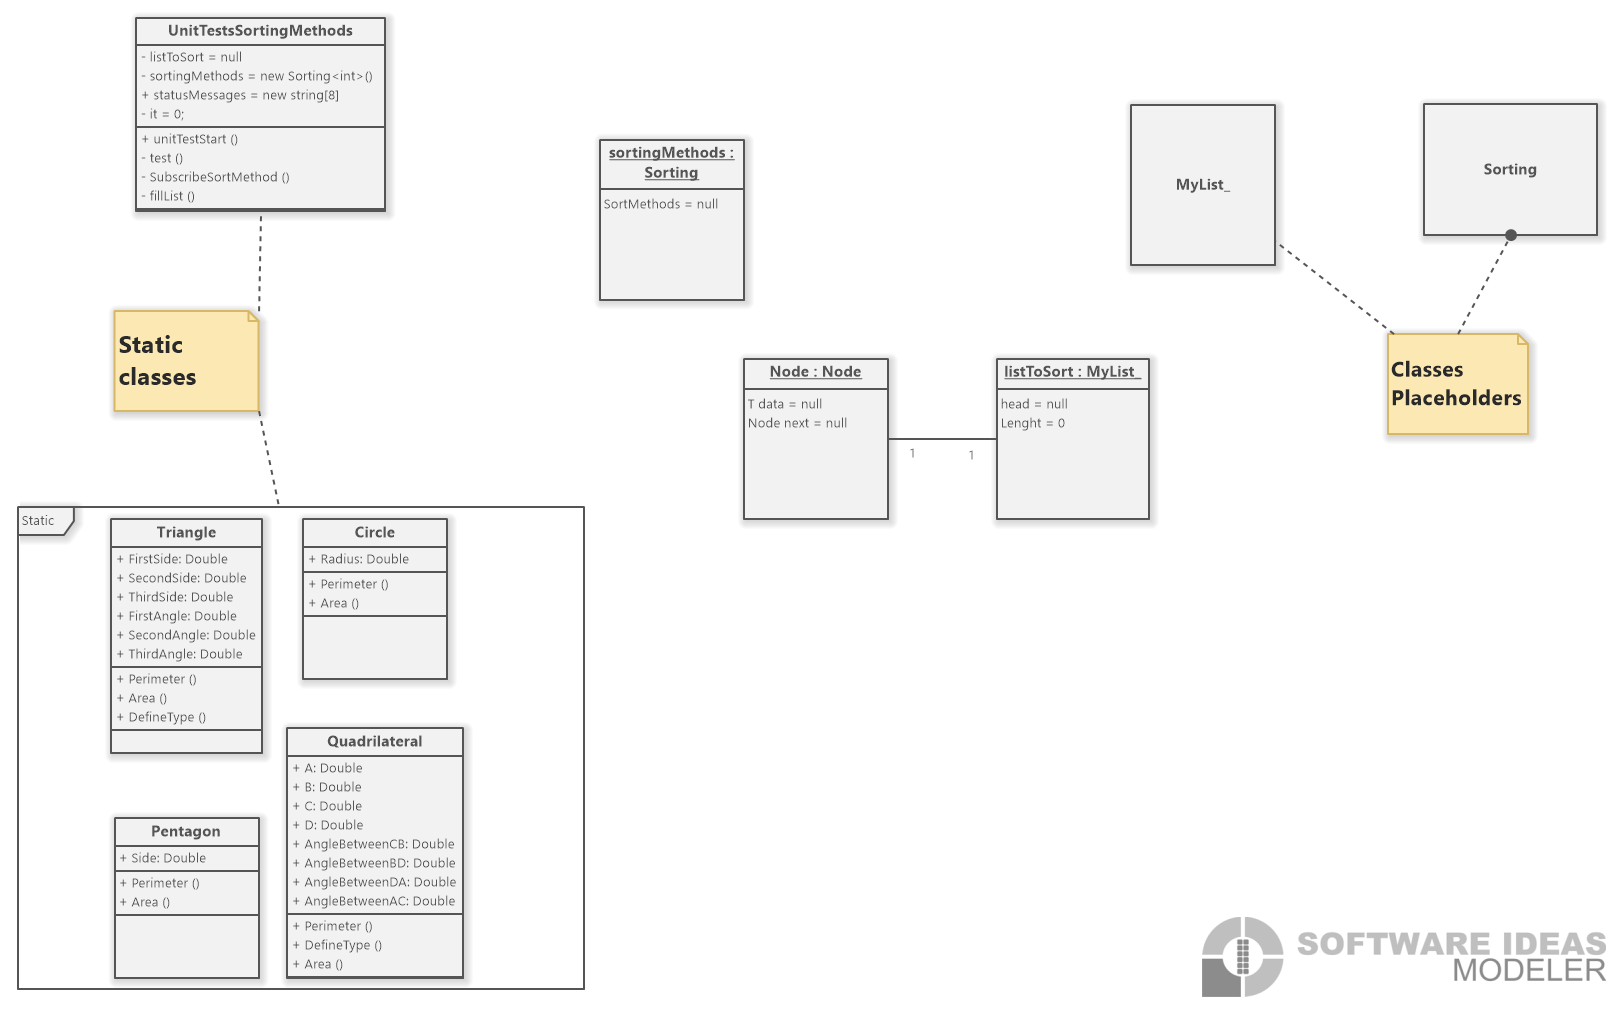 UnitTestsSortingMethods
- listToSort = null
- sortingMethods = new Sorting<int>()
+ statusMessages = new string[8]
- it = 0;
+ unitTestStart ()
- test ()
- SubscribeSortMethod ()
- fillList ()
sortingMethods :
Sorting
SortMethods = null
MyList_
Sorting
Static
classes
Node : Node
T data = null
Node next = null
1
1
listToSort : MyList_
head = null
Lenght = 0
Classes
Placeholders
Static
Triangle
+ FirstSide: Double
+ SecondSide: Double
+ ThirdSide: Double
+ FirstAngle: Double
+ SecondAngle: Double
+ ThirdAngle: Double
+ Perimeter ()
+ Area ()
+ DefineType ()
Circle
+ Radius: Double
+ Perimeter ()
+ Area ()
Quadrilateral
+ A: Double
+ B: Double
+ C: Double
+ D: Double
+ AngleBetweenCB: Double
+ AngleBetweenBD: Double
+ AngleBetweenDA: Double
+ AngleBetweenAC: Double
+ Perimeter ()
+ DefineType ()
+ Area ()
Pentagon
+ Side: Double
+ Perimeter ()
+ Area ()
SOFTWARE IDEAS
MODELER